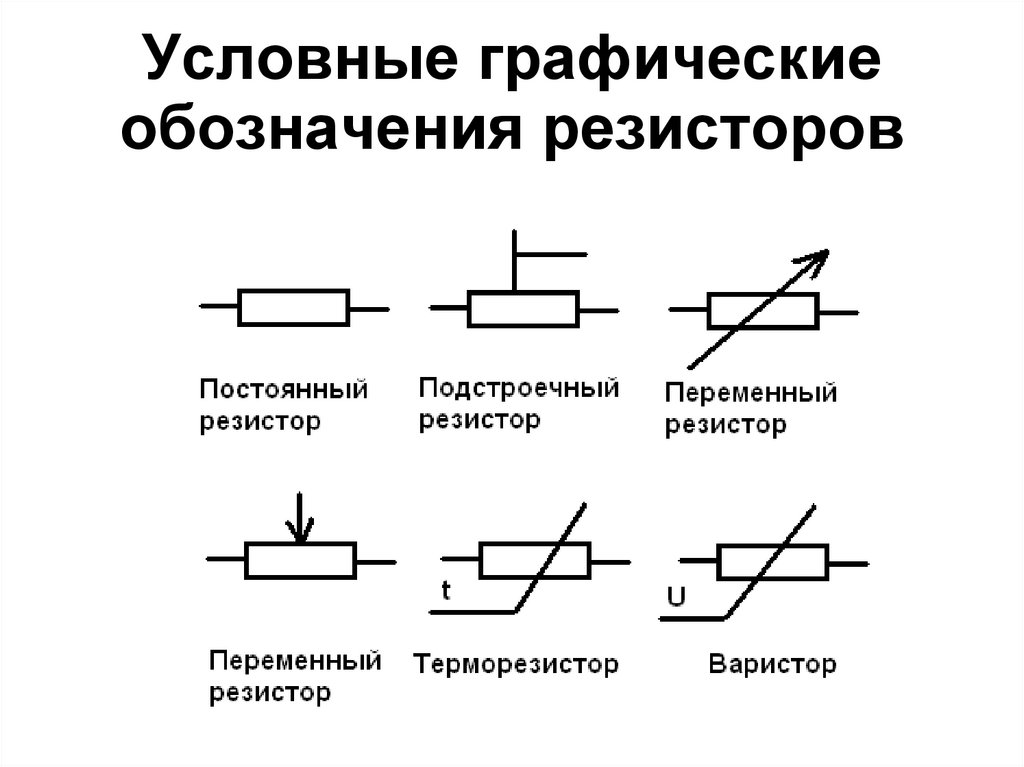 Условные графические
обозначения резисторов
Постоянный
резистор
Подстроечный
резистор
Переменный
резистор
t
U
Переменный
резистор
Терморезистор
Варистор